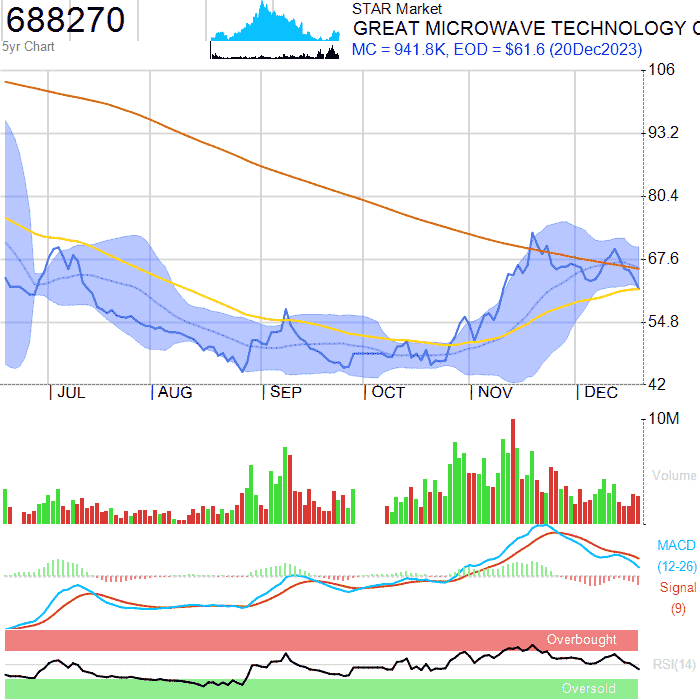 688270
5yr Chart
STAR Market
GREAT MICROWAVE TECHNOLOGY C
MC = 941.8K, EOD = $61.6 (20Dec2023)
106
93.2
80.4
67.6
54.8
42
JUL
AUG
SEP
OCT
NOV
DEC
10M
Volume
MACD
(12-26)
Signal
(9)
Overbought
RSI(14)
Oversold